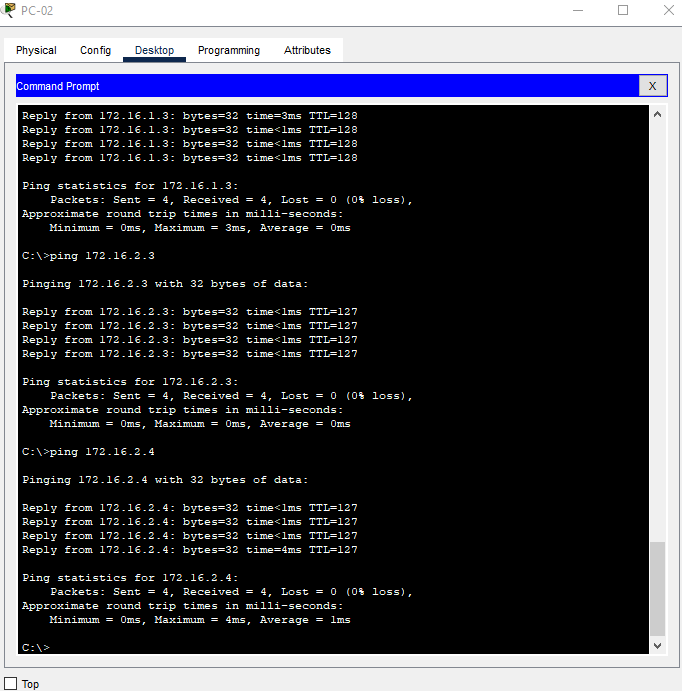 PC-02
Physical Config Desktop Programming Attributes
Command Prompt X
Reply from 172.16.1.3: bytes=32 time=3ms TTL=128
Reply from 172.16.1.3: bytes=32 time<1ms TTL=128
Reply from 172.16.1.3: bytes=32 time<1ms TTL=128
Reply from 172.16.1.3: bytes=32 time<1ms TTL=128
Ping statistics for 172.16.1.3:
Packets: Sent = 4, Received = 4, Lost = 0 (0% loss),
Approximate round trip times in milli-seconds:
Minimum = 0ms, Maximum = 3ms, Average = 0ms
C:\>ping 172.16.2.3
Pinging 172.16.2.3 with 32 bytes of data:
Reply from 172.16.2.3: bytes=32 time<1ms TTL=127
Reply from 172.16.2.3: bytes=32 time<1ms TTL=127
Reply from 172.16.2.3: bytes=32 time<1ms TTL=127
Reply from 172.16.2.3: bytes=32 time<1ms TTL=127
Ping statistics for 172.16.2.3:
Packets: Sent = 4, Received = 4, Lost = 0 (0% loss),
Approximate round trip times in milli-seconds:
Minimum = 0ms, Maximum = 0ms, Average = 0ms
C:\>ping 172.16.2.4
Pinging 172.16.2.4 with 32 bytes of data:
Reply from 172.16.2.4: bytes=32 time<1ms TTL=127
Reply from 172.16.2.4: bytes=32 time<1ms TTL=127
Reply from 172.16.2.4: bytes=32 time<1ms TTL=127
Reply from 172.16.2.4: bytes=32 time=4ms TTL=127
Ping statistics for 172.16.2.4:
Packets: Sent = 4, Received = 4, Lost = 0 (0% loss),
Approximate round trip times in milli-seconds:
Minimum = 0ms, Maximum = 4ms, Average = 1ms
C:\>
Top